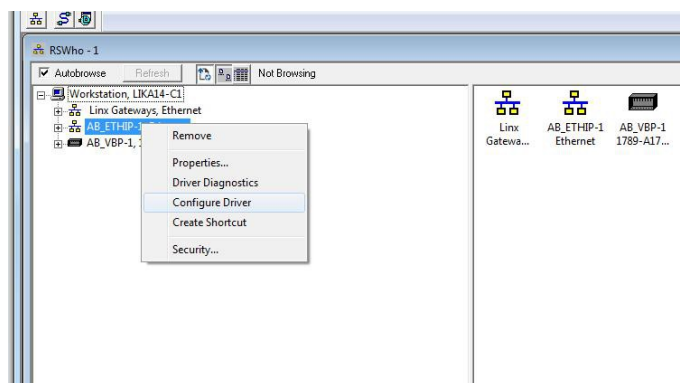 RSWho - 1
Autobrowse Refresh Not Browsing
Workstation, LIKA14-C1
Linx Gateways, Ethernet
AB_ETHIP-1,
AB_VBP-1,
Remove
Properties...
Driver Diagnostics
Configure Driver
Create Shortcut
Security...
Linx
Gatewa...
AB_ETHIP-1
Ethernet
AB_VBP-1
1789-A17...